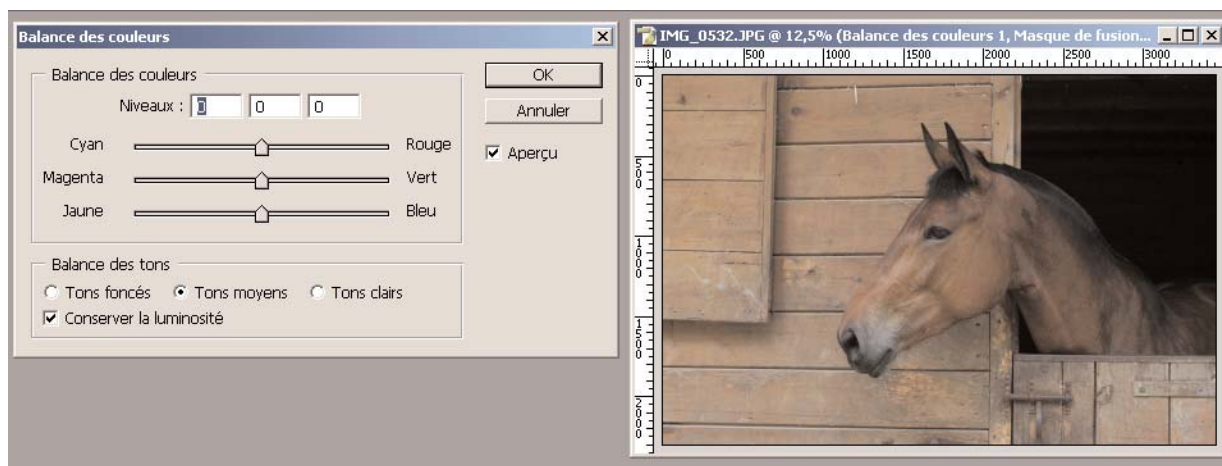 Balance des couleurs
Balance des couleurs
Niveaux : 0 0 0
Cyan Rouge
Magenta Vert
Jaune Bleu
Balance des tons
Tons foncés Tons moyens Tons clairs
Conserver la luminosité
OK
Annuler
Aperçu
IMG_0532.JPG @ 12,5% (Balance des couleurs 1, Masque de fusion...
0 500 1000 1500 2000 2500 3000
0
500
1000
1500
2000